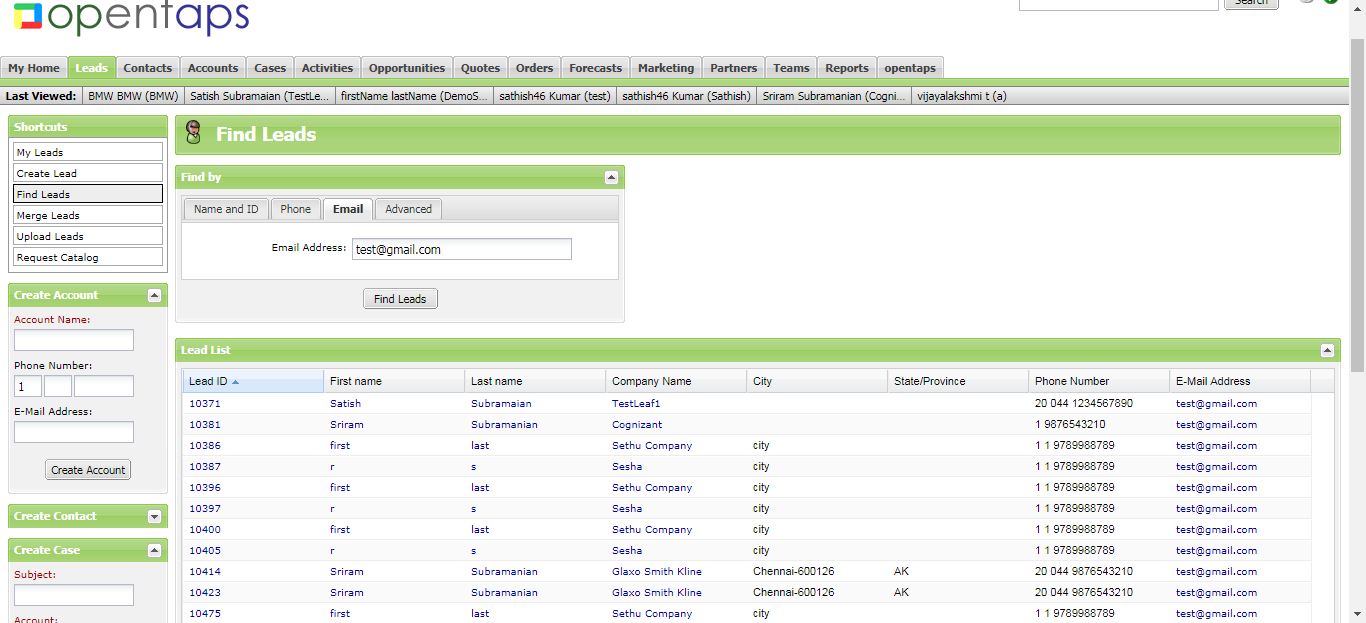 opentaps
Search
My Home Leads Contacts Accounts Cases Activities Opportunities Quotes Orders Forecasts Marketing Partners Teams Reports opentaps
Last Viewed: BMW BMW (BMW) Satish Subramaian (TestLe... firstName lastName (DemoS... sathish46 Kumar (test) sathish46 Kumar (Sathish) Sriram Subramanian (Cogni... vijayalakshmi t (a)
Shortcuts
My Leads
Create Lead
Find Leads
Merge Leads
Upload Leads
Request Catalog
Create Account
Account Name:
Phone Number:
1
E-Mail Address:
Create Account
Create Contact
Create Case
Subject:
Account:
Find Leads
Find by
Name and ID Phone Email Advanced
Email Address: test@gmail.com
Find Leads
Lead List
Lead ID First name Last name Company Name City State/Province Phone Number E-Mail Address
10371 Satish Subramaian TestLeaf1 20 044 1234567890 test@gmail.com
10381 Sriram Subramanian Cognizant 1 9876543210 test@gmail.com
10386 first last Sethu Company city 1 1 9789988789 test@gmail.com
10387 r s Sesha city 1 1 9789988789 test@gmail.com
10396 first last Sethu Company city 1 1 9789988789 test@gmail.com
10397 r s Sesha city 1 1 9789988789 test@gmail.com
10400 first last Sethu Company city 1 1 9789988789 test@gmail.com
10405 r s Sesha city 1 1 9789988789 test@gmail.com
10414 Sriram Subramanian Glaxo Smith Kline Chennai-600126 AK 20 044 9876543210 test@gmail.com
10423 Sriram Subramanian Glaxo Smith Kline Chennai-600126 AK 20 044 9876543210 test@gmail.com
10475 first last Sethu Company city 1 1 9789988789 test@gmail.com